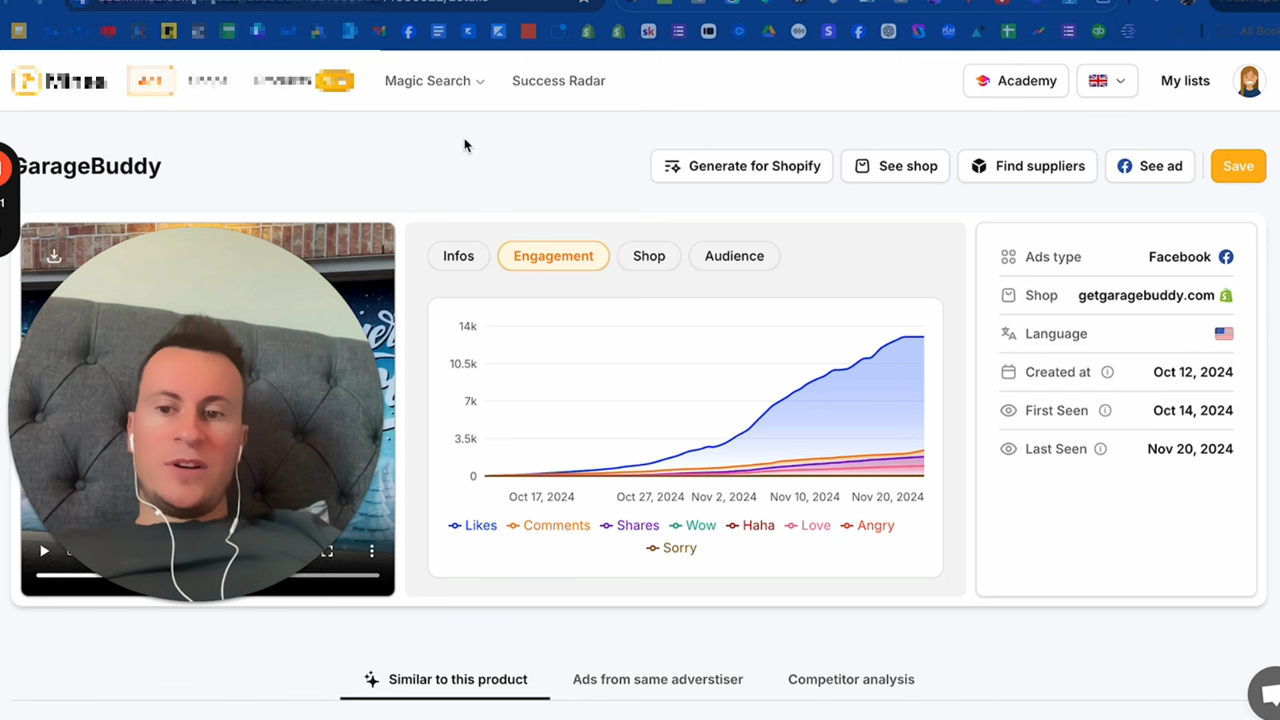 All Boo
Magic Search
Success Radar
Academy
My lists
GarageBuddy
Generate for Shopify
See shop
Find suppliers
See ad
Save
1
Infos
Engagement
Shop
Audience
14k
10.5k
7k
3.5k
0
Oct 17, 2024
Oct 27, 2024
Nov 2, 2024
Nov 10, 2024
Nov 20, 2024
Likes
Comments
Shares
Wow
Haha
Love
Angry
Sorry
Ads type
Facebook
Shop
getgaragebuddy.com
Language
Created at
Oct 12, 2024
First Seen
Oct 14, 2024
Last Seen
Nov 20, 2024
Similar to this product
Ads from same adverstiser
Competitor analysis